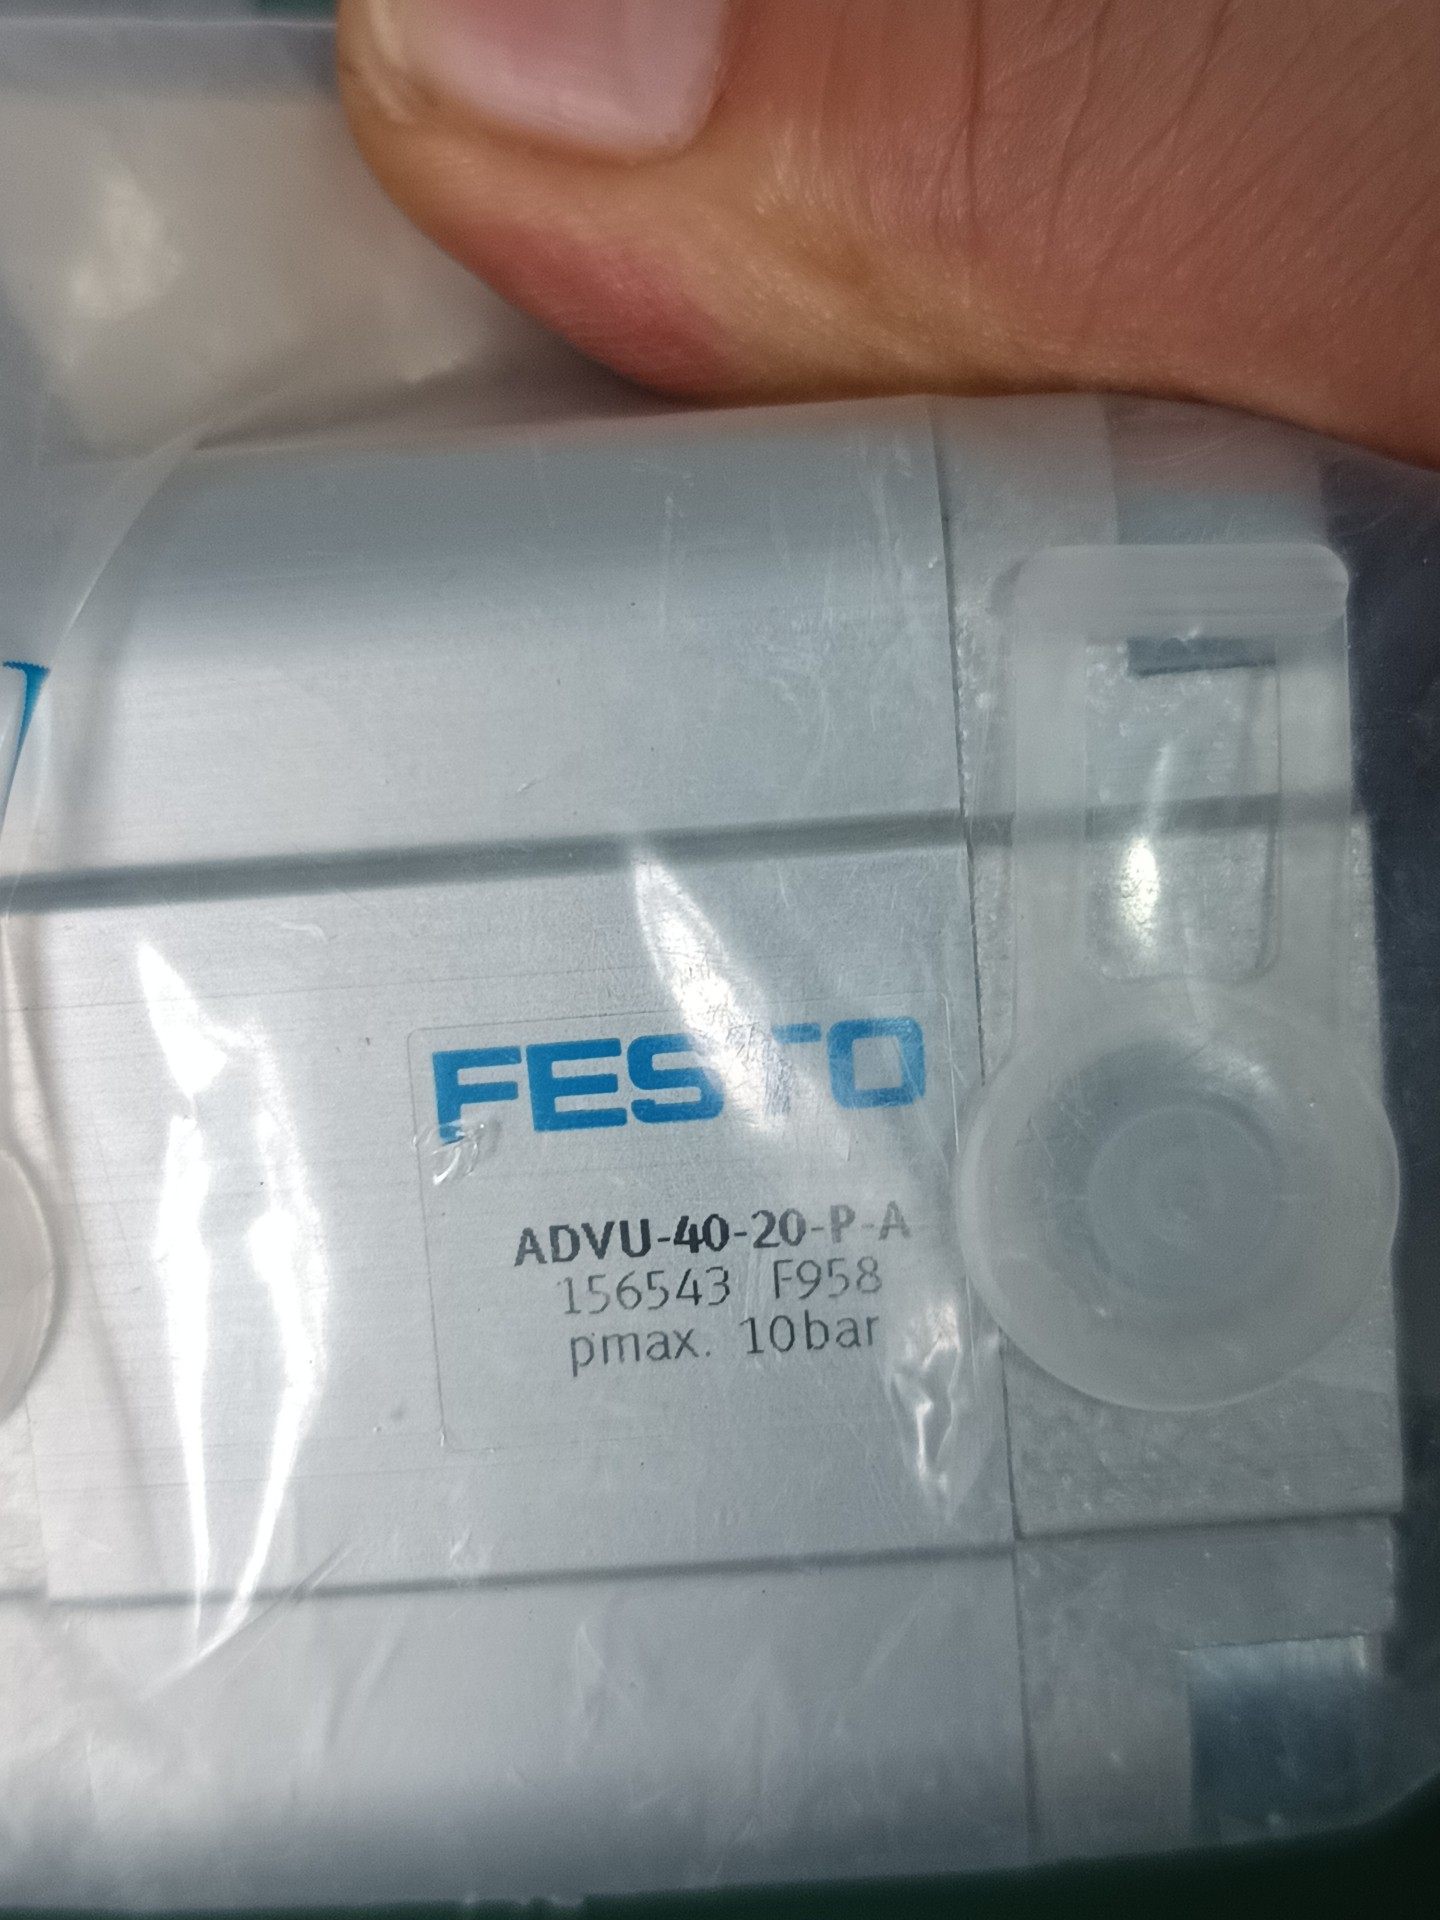 FESTO
ADVU-40-20-P-A
156543 F958
pmax. 10bar